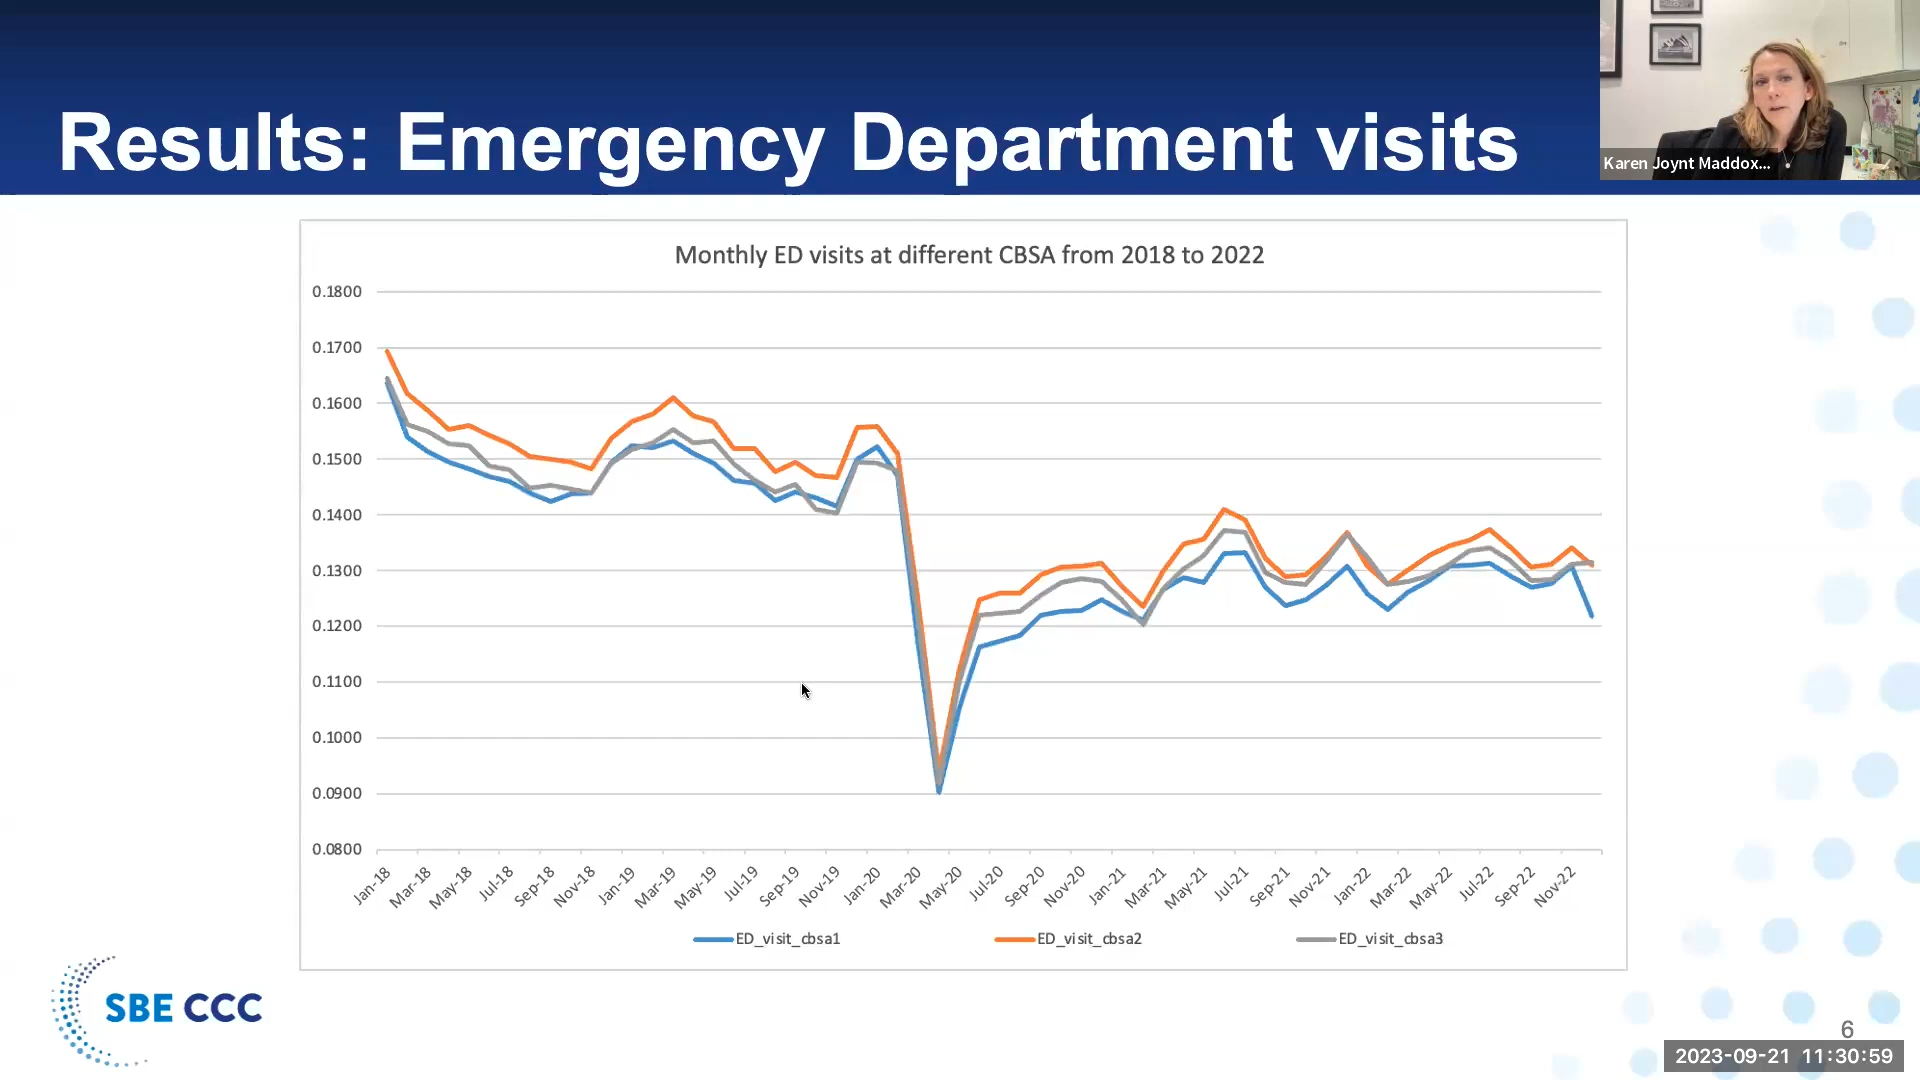 Results: Emergency Department visits
Karen Joynt Maddox...
Monthly ED visits at different CBSA from 2018 to 2022
0.1800
0.1700
0.1600
0.1500
0.1400
0.1300
0.1200
0.1100
0.1000
0.0900
0.0800
Jan-18
Mar-18
May-18
Jul-18
Sep-18
Nov-18
Jan-19
Mar-19
May-19
Jul-19
Sep-19
Nov-19
Jan-20
Mar-20
May-20
Jul-20
Sep-20
Nov-20
Jan-21
Mar-21
May-21
Jul-21
Sep-21
Nov-21
Jan-22
Mar-22
May-22
Jul-22
Sep-22
Nov-22
ED_visit_cbsa1 ED_visit_cbsa2 ED_visit_cbsa3
SBE CCC
6
2023-09-21 11:30:59